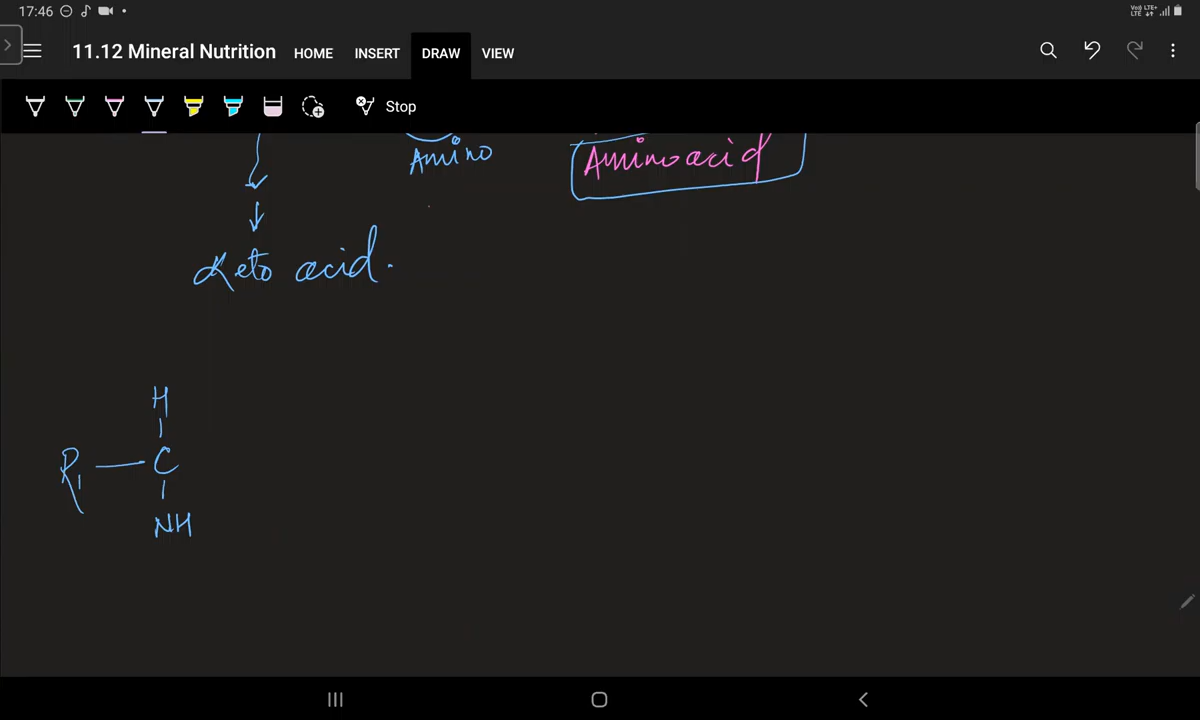 17:46
11.12 Mineral Nutrition HOME INSERT DRAW VIEW
Stop
Amino
Aminoacid
Keto acid.
H
R1 — C
NH